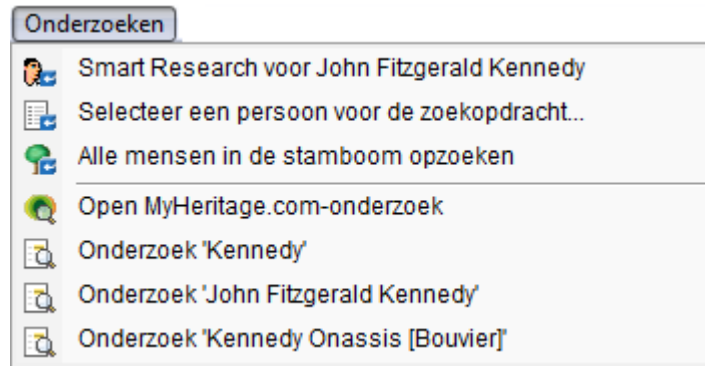 Onderzoeken
Smart Research voor John Fitzgerald Kennedy
Selecteer een persoon voor de zoekopdracht...
Alle mensen in de stamboom opzoeken
Open MyHeritage.com-onderzoek
Onderzoek 'Kennedy'
Onderzoek 'John Fitzgerald Kennedy'
Onderzoek 'Kennedy Onassis [Bouvier]'